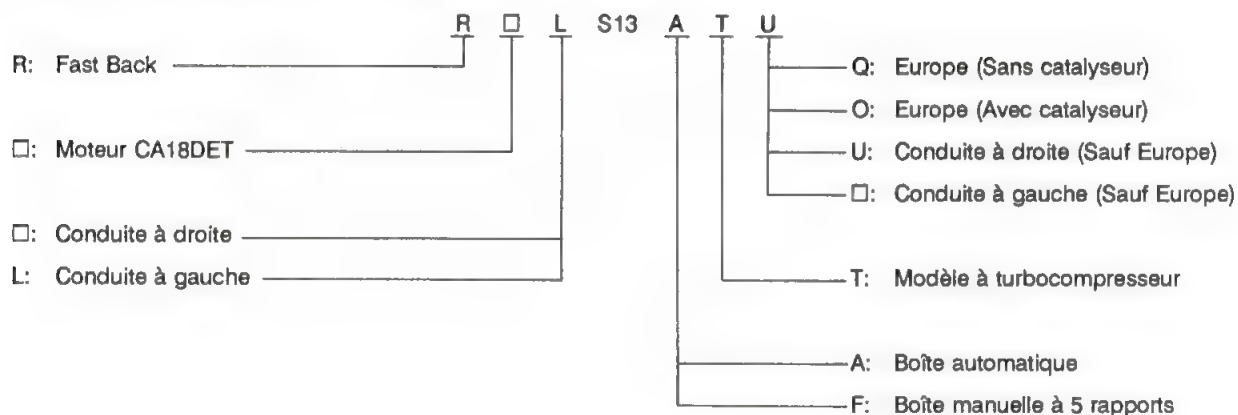 R □ L S13 A T U
R: Fast Back
□: Moteur CA18DET
□: Conduite à droite
L: Conduite à gauche
Q: Europe (Sans catalyseur)
O: Europe (Avec catalyseur)
U: Conduite à droite (Sauf Europe)
□: Conduite à gauche (Sauf Europe)
T: Modèle à turbocompresseur
A: Boîte automatique
F: Boîte manuelle à 5 rapports